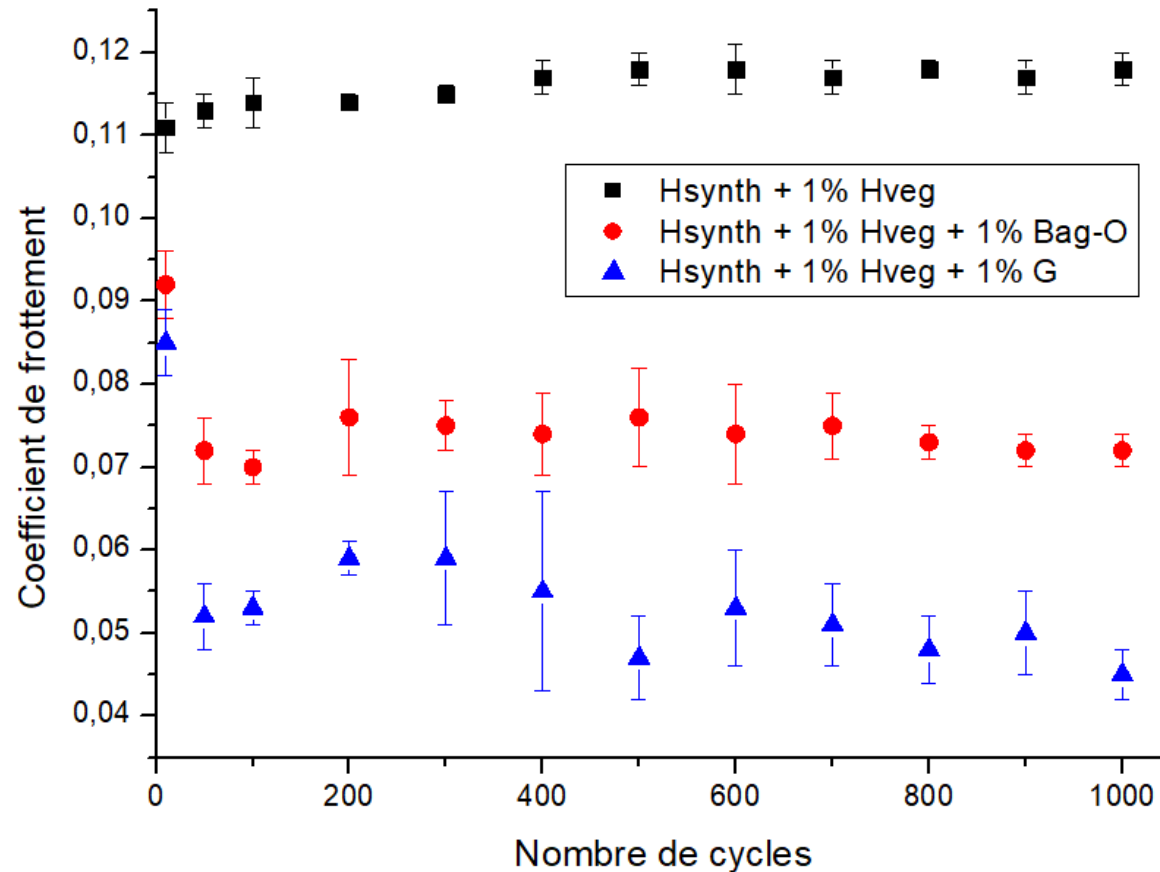 0,12
0,11
0,10
0,09
0,08
0,07
0,06
0,05
0,04
Coefficient de frottement
Hsynth + 1% Hveg
Hsynth + 1% Hveg + 1% Bag-O
Hsynth + 1% Hveg + 1% G
0 200 400 600 800 1000
Nombre de cycles